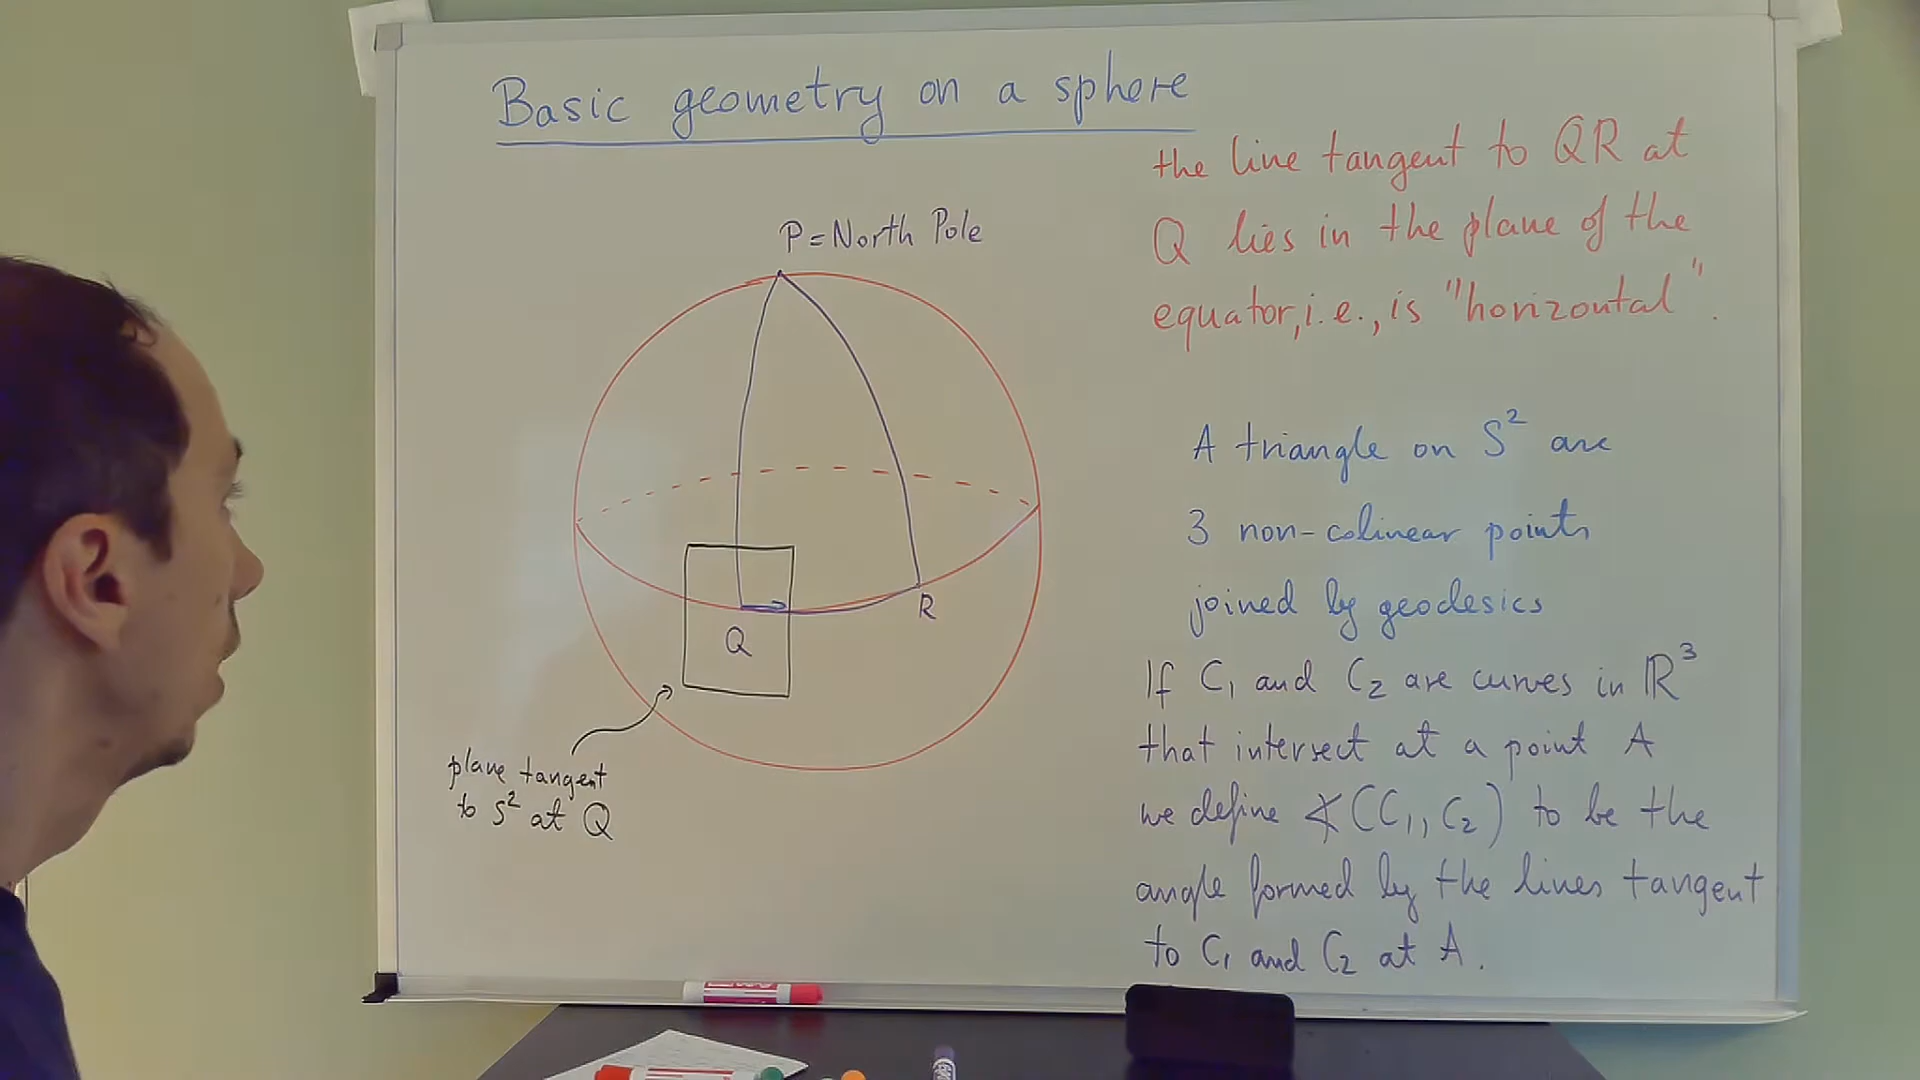 Basic geometry on a sphere
the line tangent to QR at
Q lies in the plane of the
equator, i.e., is "horizontal".
P = North Pole
Q
R
plane tangent
to S² at Q
A triangle on S² are
3 non-colinear points
joined by geodesics
If C₁ and C₂ are curves in ℝ³
that intersect at a point A
we define ∢(C₁, C₂) to be the
angle formed by the lines tangent
to C₁ and C₂ at A.